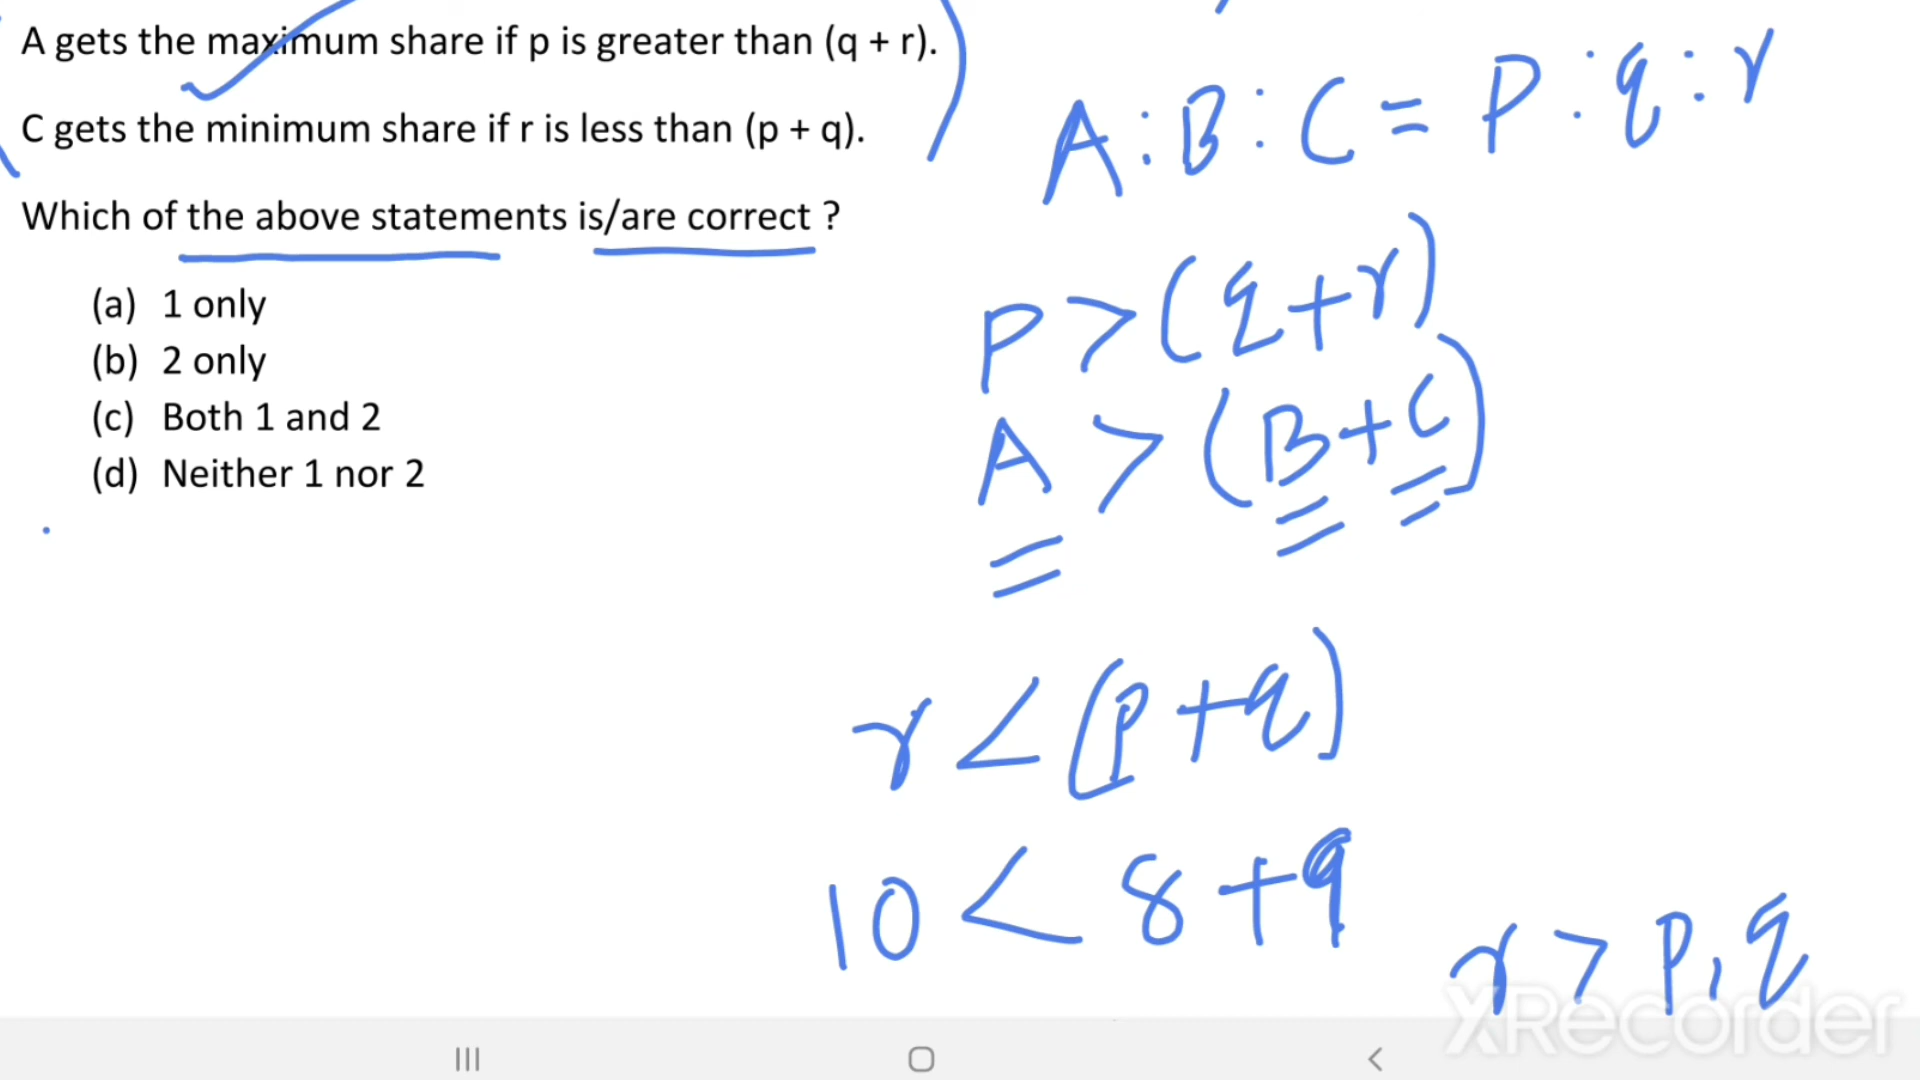 A gets the maximum share if p is greater than (q + r).
C gets the minimum share if r is less than (p + q).
Which of the above statements is/are correct ?
(a) 1 only
(b) 2 only
(c) Both 1 and 2
(d) Neither 1 nor 2
A : B : C = P : q : r
P > (q + r)
A > (B + C)
r < (p + q)
10 < 8 + 9
r > P, q
XRecorder